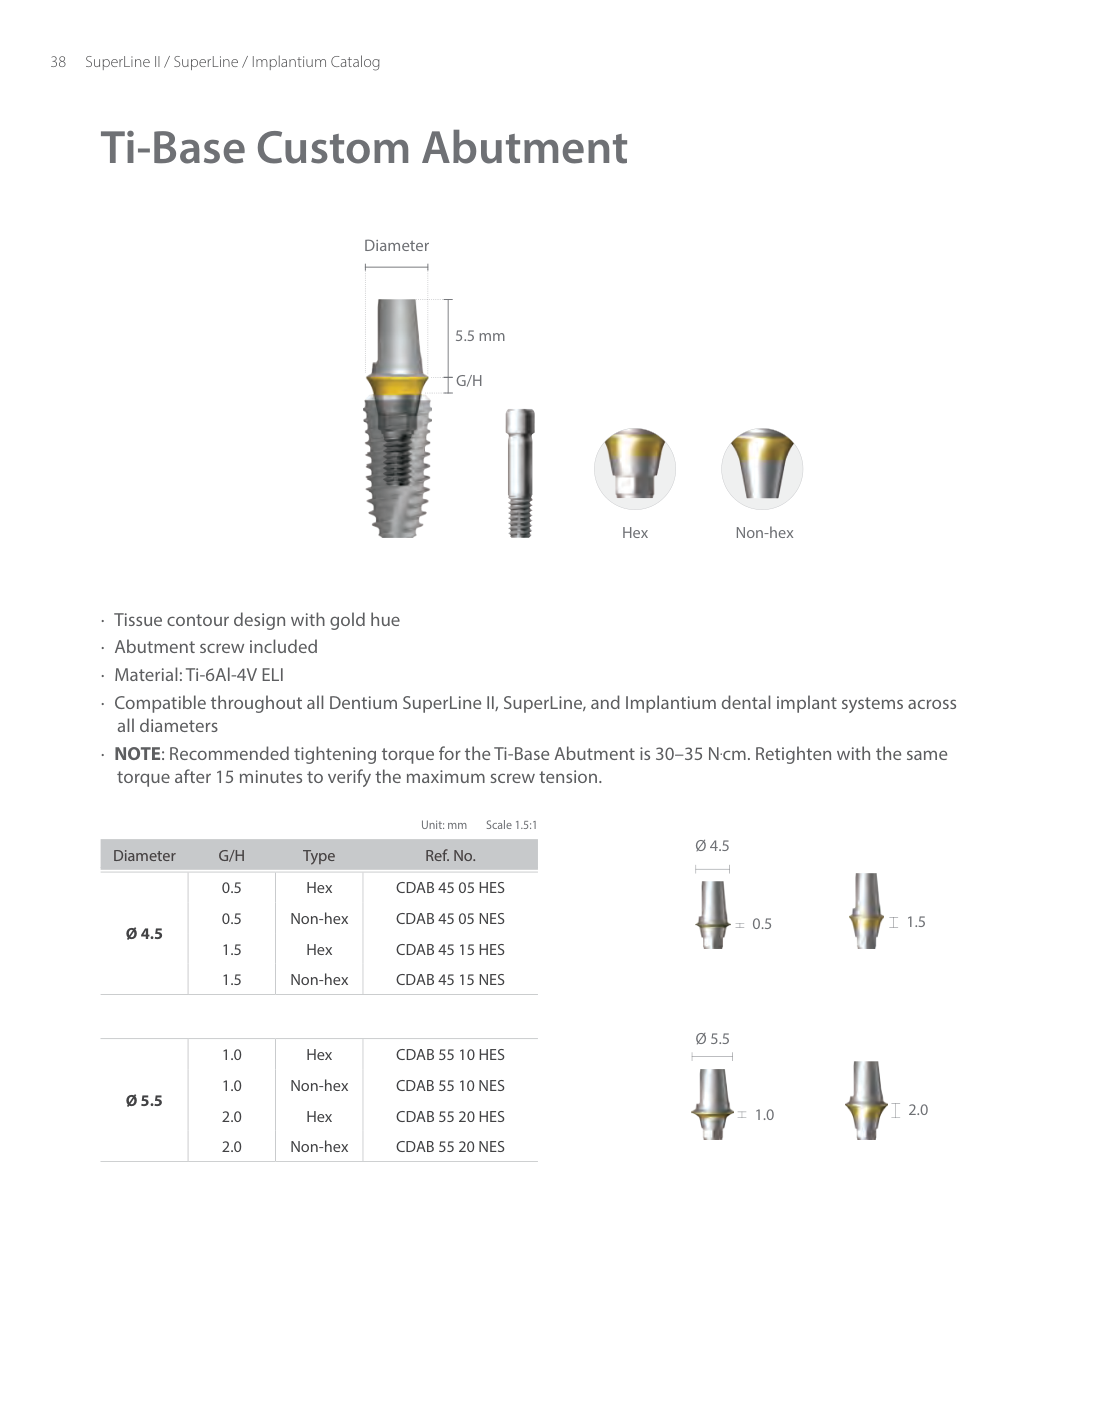 38 SuperLine II / SuperLine / Implantium Catalog
Ti-Base Custom Abutment
Diameter
5.5 mm
G/H
Hex Non-hex
· Tissue contour design with gold hue
· Abutment screw included
· Material: Ti-6Al-4V ELI
· Compatible throughout all Dentium SuperLine II, SuperLine, and Implantium dental implant systems across
all diameters
· NOTE: Recommended tightening torque for the Ti-Base Abutment is 30–35 N·cm. Retighten with the same
torque after 15 minutes to verify the maximum screw tension.
Unit: mm Scale 1.5:1
Diameter G/H Type Ref. No.
Ø 4.5
0.5 Hex CDAB 45 05 HES
0.5 Non-hex CDAB 45 05 NES
1.5 Hex CDAB 45 15 HES
1.5 Non-hex CDAB 45 15 NES
Ø 5.5
1.0 Hex CDAB 55 10 HES
1.0 Non-hex CDAB 55 10 NES
2.0 Hex CDAB 55 20 HES
2.0 Non-hex CDAB 55 20 NES
Ø 4.5
0.5 1.5
Ø 5.5
1.0 2.0